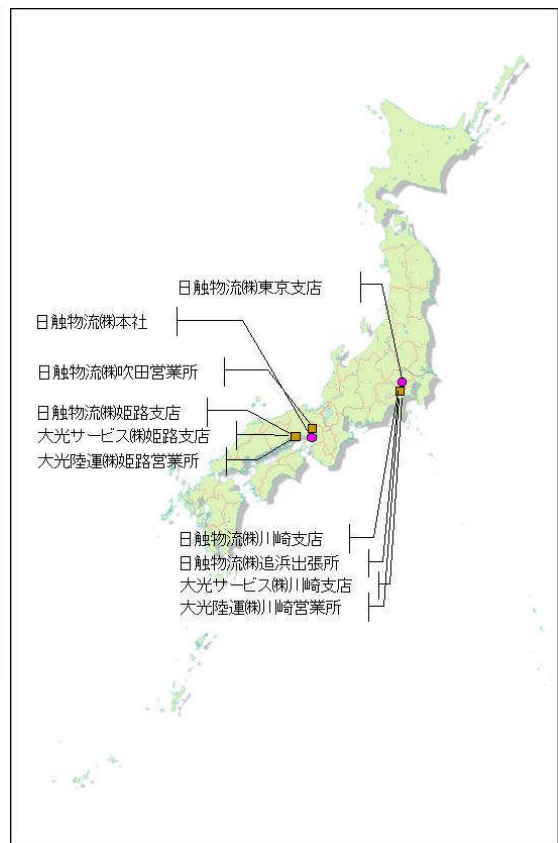 日触物流㈱東京支店
日触物流㈱本社
日触物流㈱吹田営業所
日触物流㈱姫路支店
大光サービス㈱姫路支店
大光陸運㈱姫路営業所
日触物流㈱川崎支店
日触物流㈱追浜出張所
大光サービス㈱川崎支店
大光陸運㈱川崎営業所